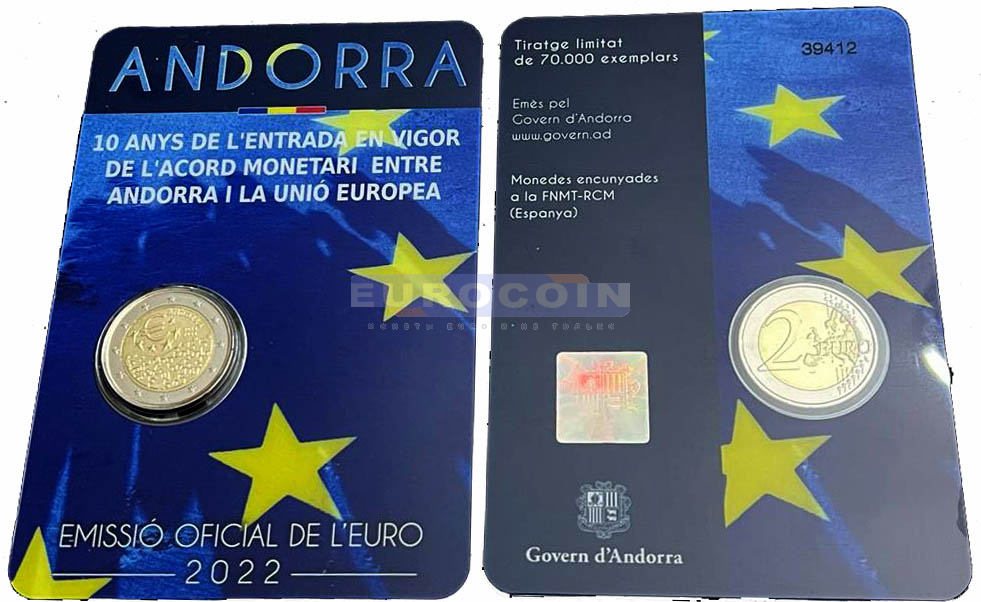 ANDORRA
10 ANYS DE L'ENTRADA EN VIGOR
DE L'ACORD MONETARI ENTRE
ANDORRA I LA UNIÓ EUROPEA
EMISSIÓ OFICIAL DE L'EURO
2022
EUROCOIN
Tiratge limitat
de 70.000 exemplars
39412
Emès pel
Govern d'Andorra
www.govern.ad
Monedes encunyades
a la FNMT-RCM
(Espanya)
2 EURO
Govern d'Andorra